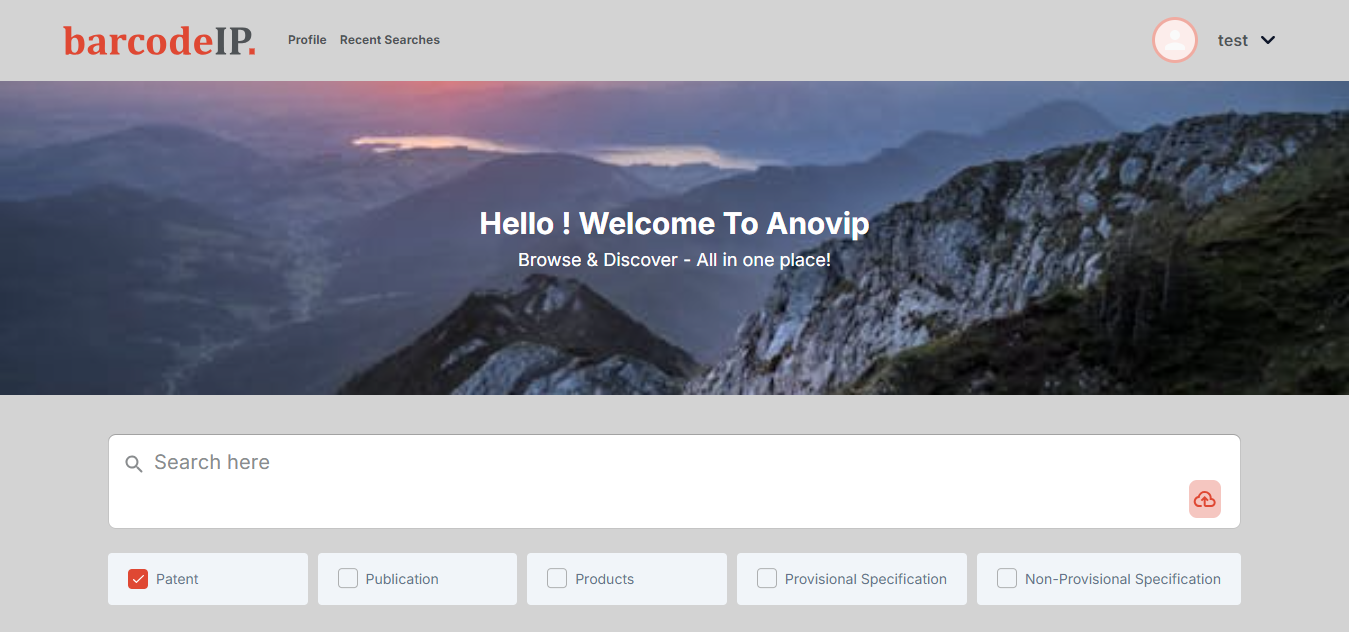 barcodeIP.
Profile
Recent Searches
test
Hello ! Welcome To Anovip
Browse & Discover - All in one place!
Search here
Patent
Publication
Products
Provisional Specification
Non-Provisional Specification